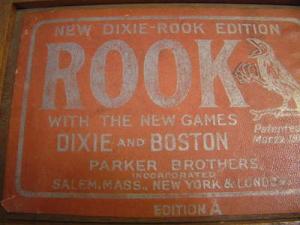 NEW DIXIE-ROOK EDITION
ROOK
WITH THE NEW GAMES
DIXIE AND BOSTON
Patented
PARKER BROTHERS
INCORPORATED
SALEM, MASS., NEW YORK & LONDON
EDITION A